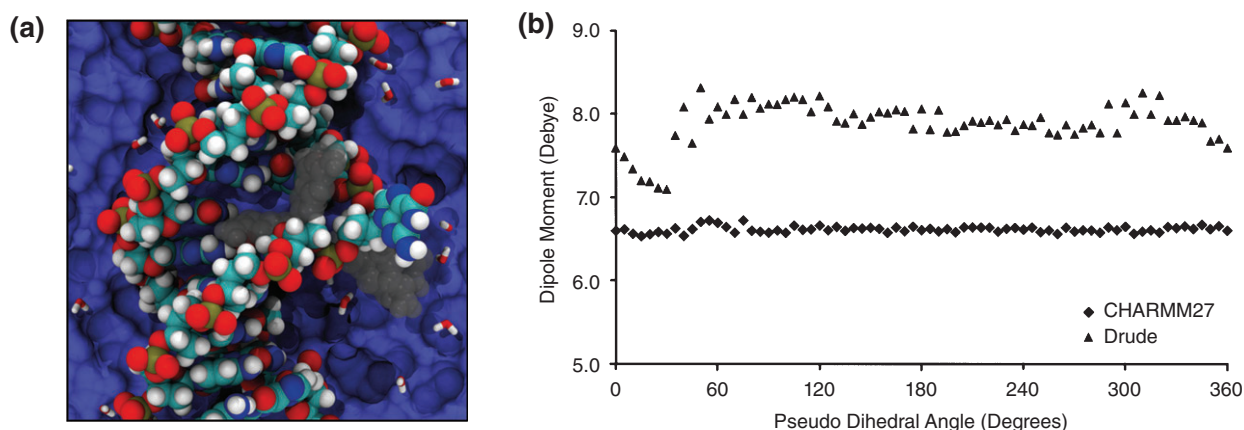 (a)
(b)
9.0
8.0
7.0
6.0
5.0
Dipole Moment (Debye)
CHARMM27
Drude
0 60 120 180 240 300 360
Pseudo Dihedral Angle (Degrees)